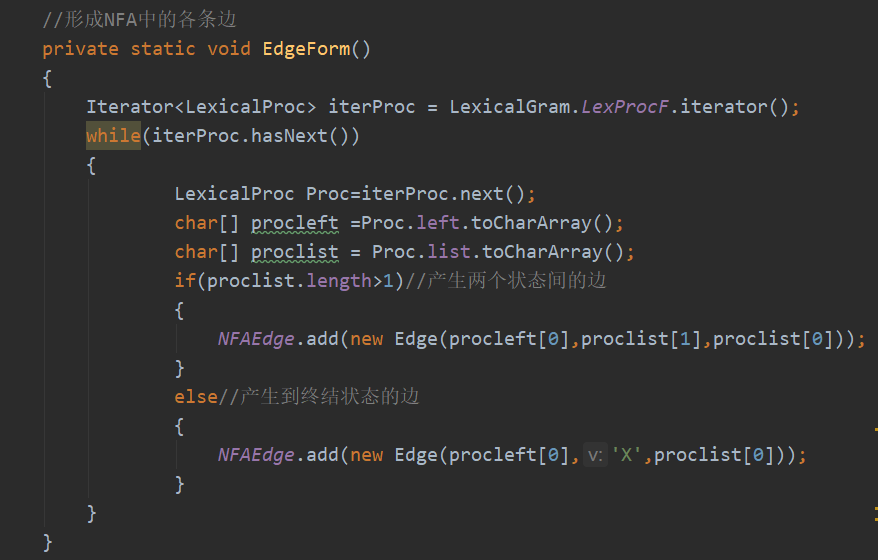 //形成NFA中的各条边
private static void EdgeForm()
{
Iterator<LexicalProc> iterProc = LexicalGram.LexProcF.iterator();
while(iterProc.hasNext())
{
LexicalProc Proc=iterProc.next();
char[] procleft =Proc.left.toCharArray();
char[] proclist = Proc.list.toCharArray();
if(proclist.length>1)//产生两个状态间的边
{
NFAEdge.add(new Edge(procleft[0],proclist[1],proclist[0]));
}
else//产生到终结状态的边
{
NFAEdge.add(new Edge(procleft[0], v: 'X',proclist[0]));
}
}
}